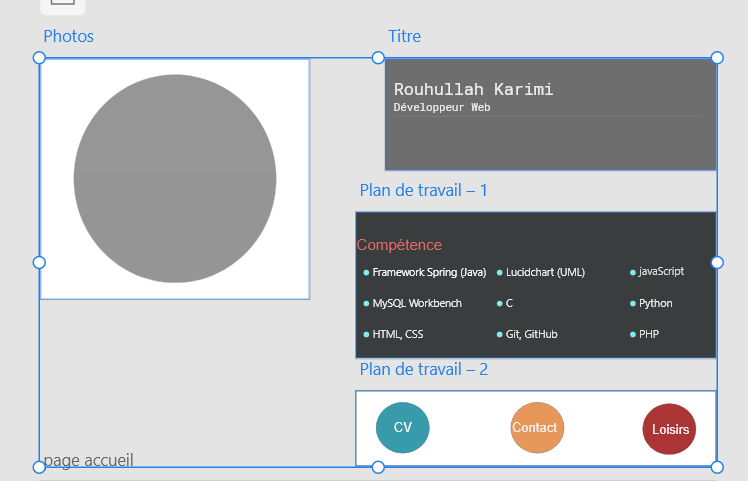 Photos
Titre
Rouhullah Karimi
Développeur Web
Plan de travail – 1
Compétence
Framework Spring (Java)
Lucidchart (UML)
javaScript
MySQL Workbench
C
Python
HTML, CSS
Git, GitHub
PHP
Plan de travail – 2
CV
Contact
Loisirs
page accueil